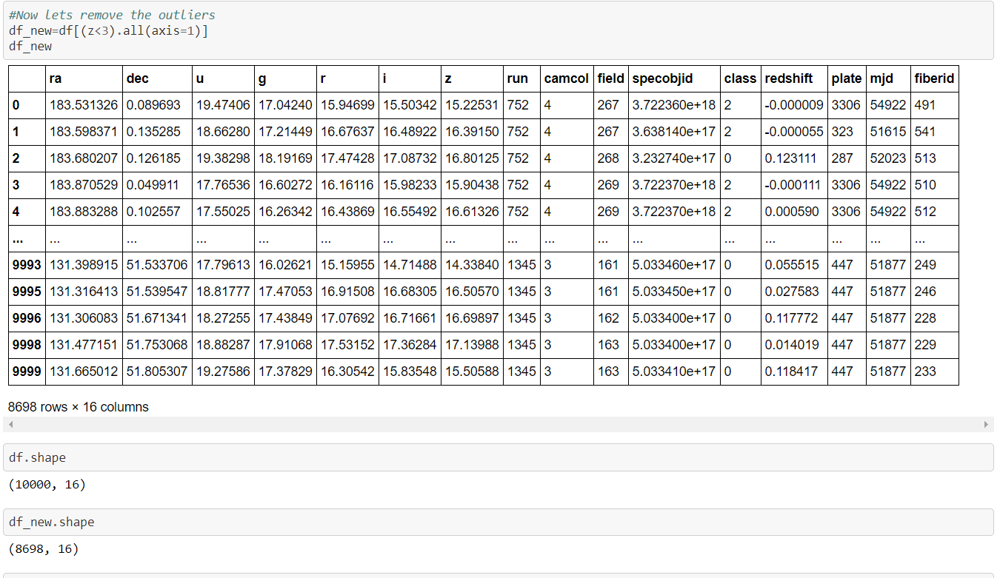 #Now lets remove the outliers
df_new=df[(z<3).all(axis=1)]
df_new
ra dec u g r i z run camcol field specobjid class redshift plate mjd fiberid
0 183.531326 0.089693 19.47406 17.04240 15.94699 15.50342 15.22531 752 4 267 3.722360e+18 2 -0.000009 3306 54922 491
1 183.598371 0.135285 18.66280 17.21449 16.67637 16.48922 16.39150 752 4 267 3.638140e+17 2 -0.000055 323 51615 541
2 183.680207 0.126185 19.38298 18.19169 17.47428 17.08732 16.80125 752 4 268 3.232740e+17 0 0.123111 287 52023 513
3 183.870529 0.049911 17.76536 16.60272 16.16116 15.98233 15.90438 752 4 269 3.722370e+18 2 -0.000111 3306 54922 510
4 183.883288 0.102557 17.55025 16.26342 16.43869 16.55492 16.61326 752 4 269 3.722370e+18 2 0.000590 3306 54922 512
... ... ... ... ... ... ... ... ... ... ... ... ... ... ... ... ...
9993 131.398915 51.533706 17.79613 16.02621 15.15955 14.71488 14.33840 1345 3 161 5.033460e+17 0 0.055515 447 51877 249
9995 131.316413 51.539547 18.81777 17.47053 16.91508 16.68305 16.50570 1345 3 161 5.033450e+17 0 0.027583 447 51877 246
9996 131.306083 51.671341 18.27255 17.43849 17.07692 16.71661 16.69897 1345 3 162 5.033400e+17 0 0.117772 447 51877 228
9998 131.477151 51.753068 18.88287 17.91068 17.53152 17.36284 17.13988 1345 3 163 5.033400e+17 0 0.014019 447 51877 229
9999 131.665012 51.805307 19.27586 17.37829 16.30542 15.83548 15.50588 1345 3 163 5.033410e+17 0 0.118417 447 51877 233
8698 rows × 16 columns
df.shape
(10000, 16)
df_new.shape
(8698, 16)